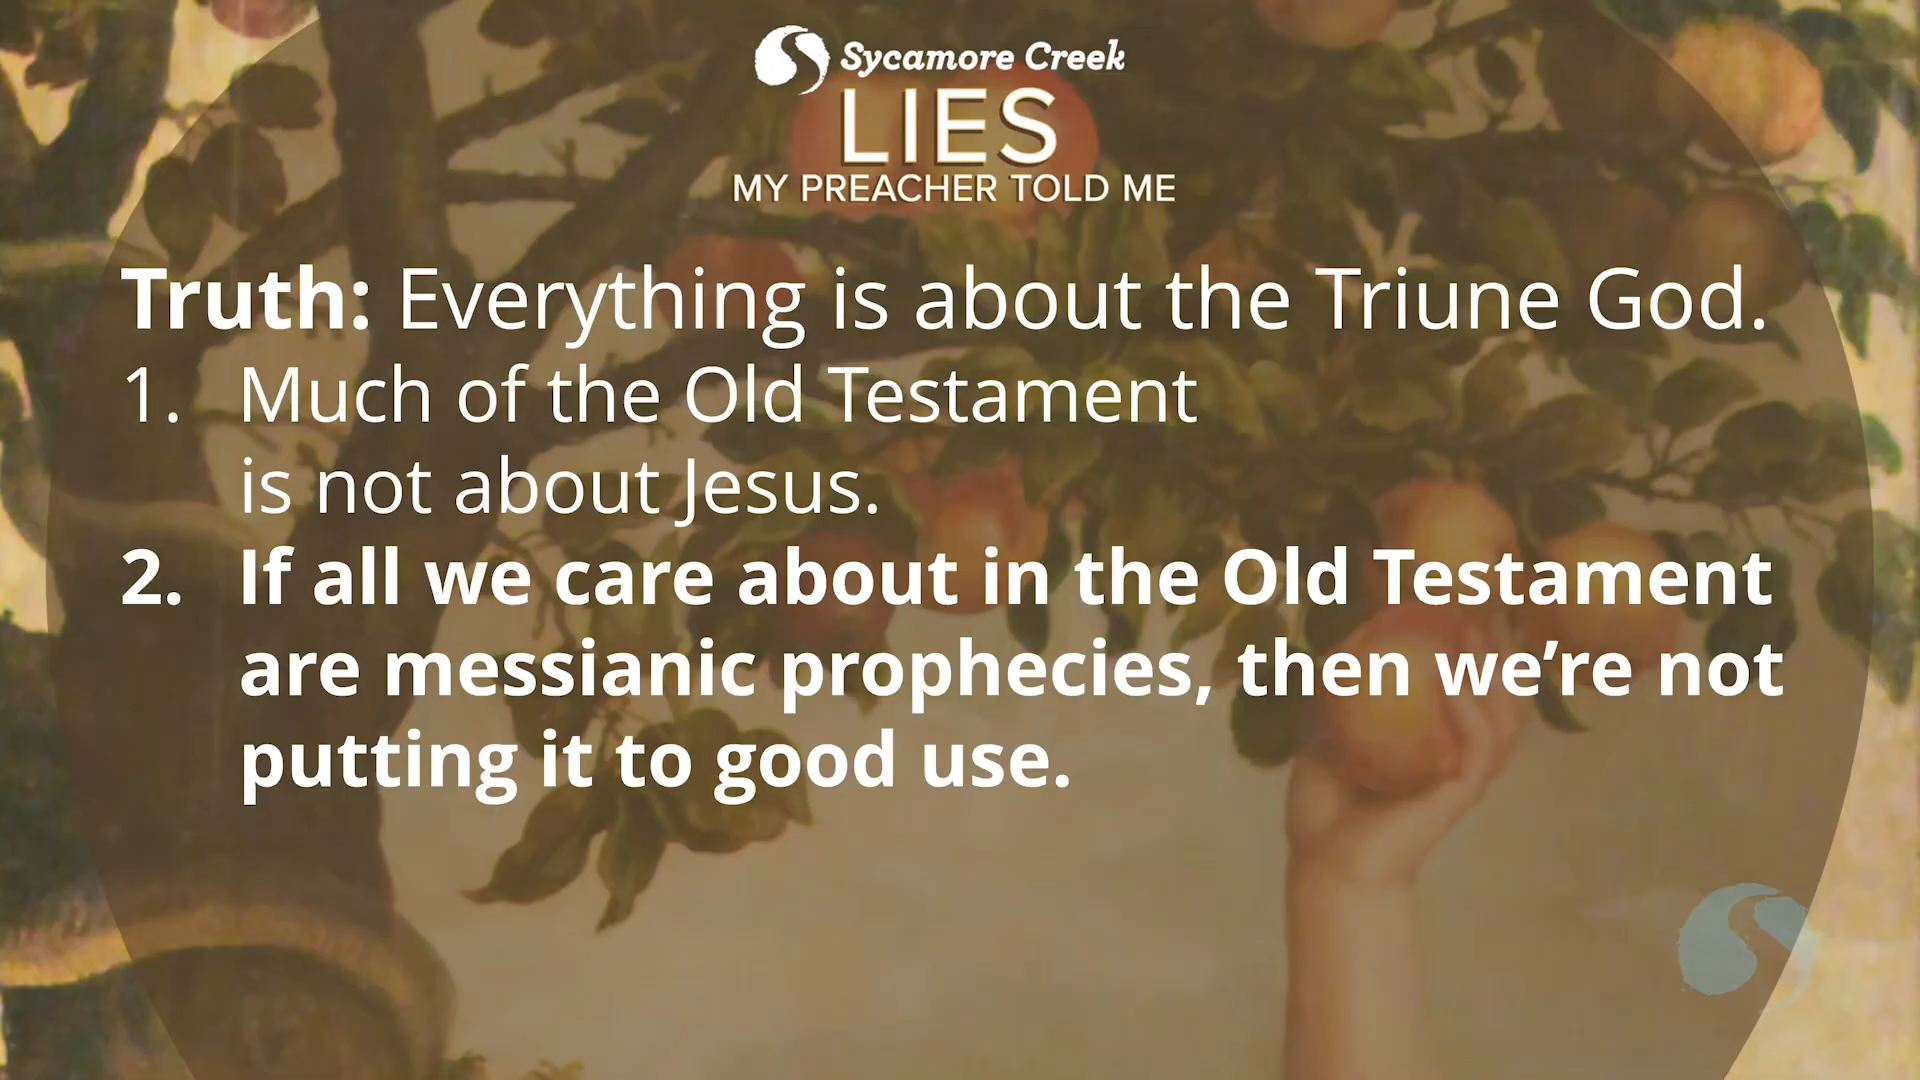 Sycamore Creek
LIES
MY PREACHER TOLD ME
Truth: Everything is about the Triune God.
1. Much of the Old Testament
is not about Jesus.
2. If all we care about in the Old Testament
are messianic prophecies, then we’re not
putting it to good use.